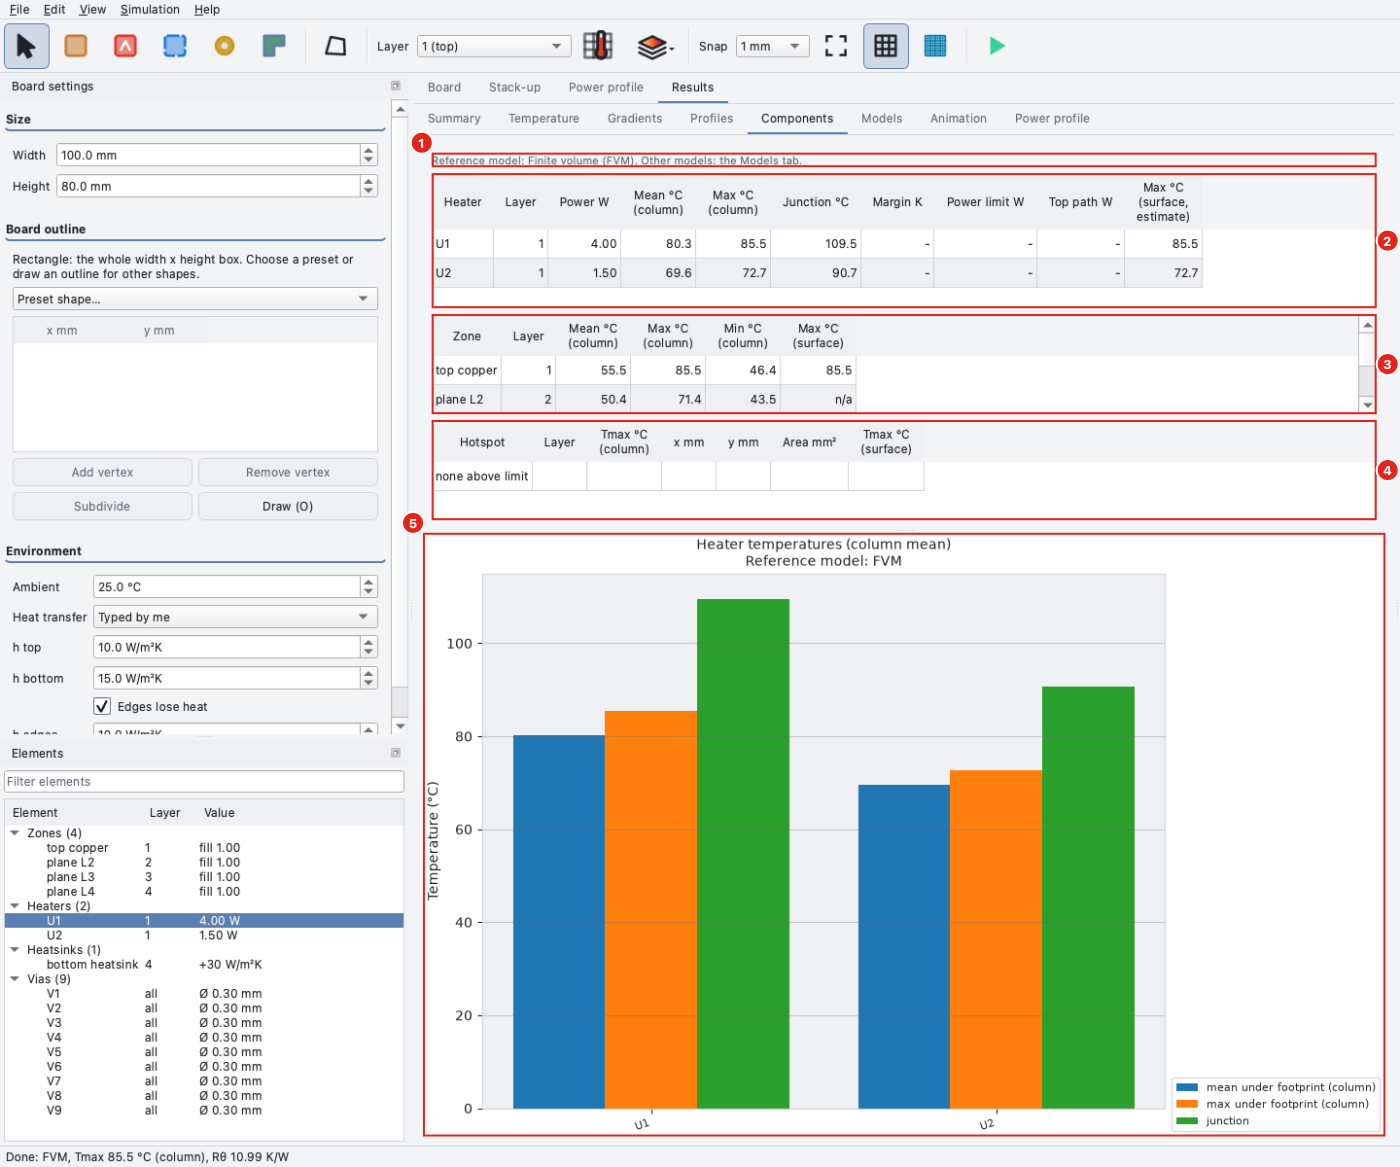 File Edit View Simulation Help
Layer 1 (top) Snap 1 mm
Board settings
Size
Width 100.0 mm
Height 80.0 mm
Board outline
Rectangle: the whole width x height box. Choose a preset or
draw an outline for other shapes.
Preset shape...
x mm y mm
Add vertex Remove vertex
Subdivide Draw (O)
Environment
Ambient 25.0 °C
Heat transfer Typed by me
h top 10.0 W/m²K
h bottom 15.0 W/m²K
Edges lose heat
h edges 10.0 W/m²K
Elements
Filter elements
Element Layer Value
Zones (4)
top copper 1 fill 1.00
plane L2 2 fill 1.00
plane L3 3 fill 1.00
plane L4 4 fill 1.00
Heaters (2)
U1 1 4.00 W
U2 1 1.50 W
Heatsinks (1)
bottom heatsink 4 +30 W/m²K
Vias (9)
V1 all Ø 0.30 mm
V2 all Ø 0.30 mm
V3 all Ø 0.30 mm
V4 all Ø 0.30 mm
V5 all Ø 0.30 mm
V6 all Ø 0.30 mm
V7 all Ø 0.30 mm
V8 all Ø 0.30 mm
V9 all Ø 0.30 mm
Board Stack-up Power profile Results
Summary Temperature Gradients Profiles Components Models Animation Power profile
1
Reference model: Finite volume (FVM). Other models: the Models tab.
Heater Layer Power W Mean °C (column) Max °C (column) Junction °C Margin K Power limit W Top path W Max °C (surface, estimate)
U1 1 4.00 80.3 85.5 109.5 - - - 85.5
2
U2 1 1.50 69.6 72.7 90.7 - - - 72.7
Zone Layer Mean °C (column) Max °C (column) Min °C (column) Max °C (surface)
top copper 1 55.5 85.5 46.4 85.5
3
plane L2 2 50.4 71.4 43.5 n/a
Hotspot Layer Tmax °C (column) x mm y mm Area mm² Tmax °C (surface)
none above limit
4
5
Heater temperatures (column mean)
Reference model: FVM
Temperature (°C)
100
80
60
40
20
0
U1 U2
mean under footprint (column)
max under footprint (column)
junction
Done: FVM, Tmax 85.5 °C (column), Rθ 10.99 K/W